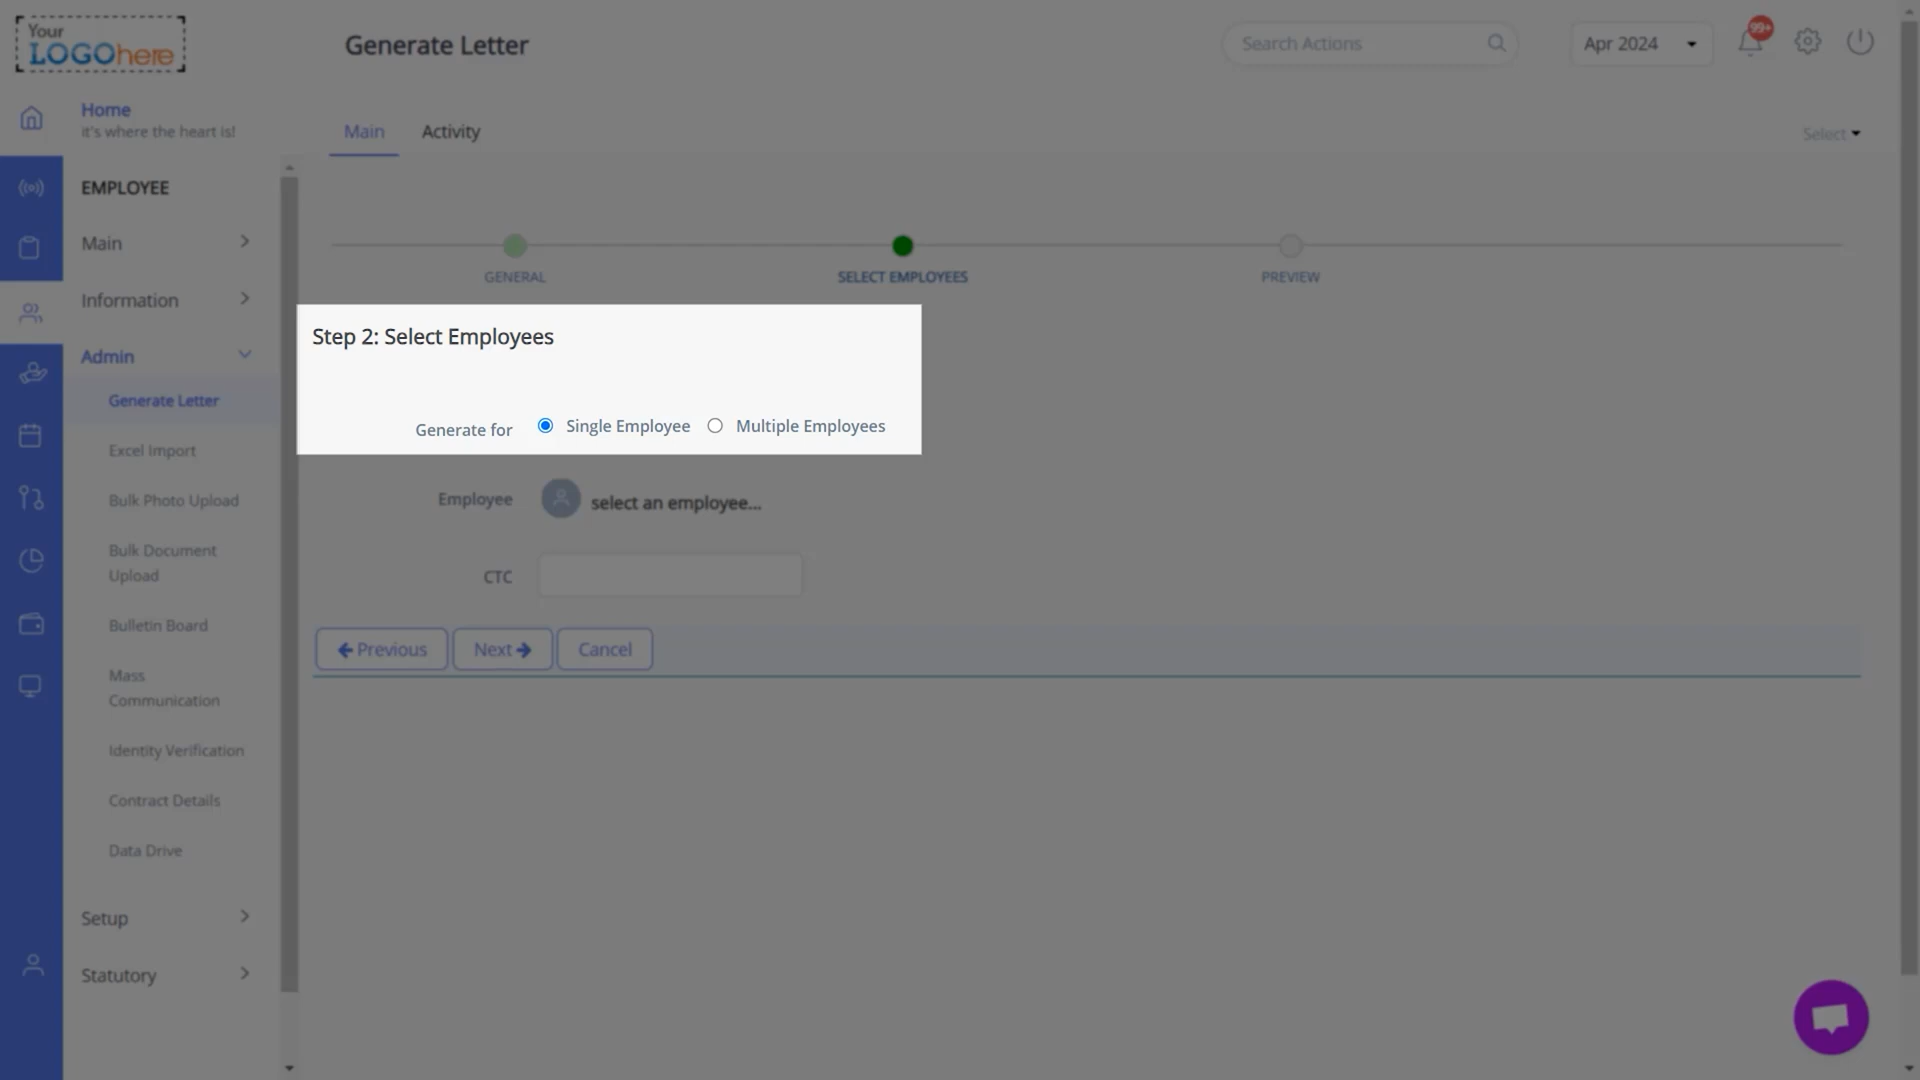 Your
LOGOhere
Generate Letter
Search Actions
Apr 2024
99+
Home
it's where the heart is!
Main
Activity
Select
EMPLOYEE
Main
Information
Admin
Generate Letter
Excel Import
Bulk Photo Upload
Bulk Document
Upload
Bulletin Board
Mass
Communication
Identity Verification
Contract Details
Data Drive
Setup
Statutory
GENERAL
SELECT EMPLOYEES
PREVIEW
Step 2: Select Employees
Generate for Single Employee Multiple Employees
Employee select an employee...
CTC
Previous Next Cancel